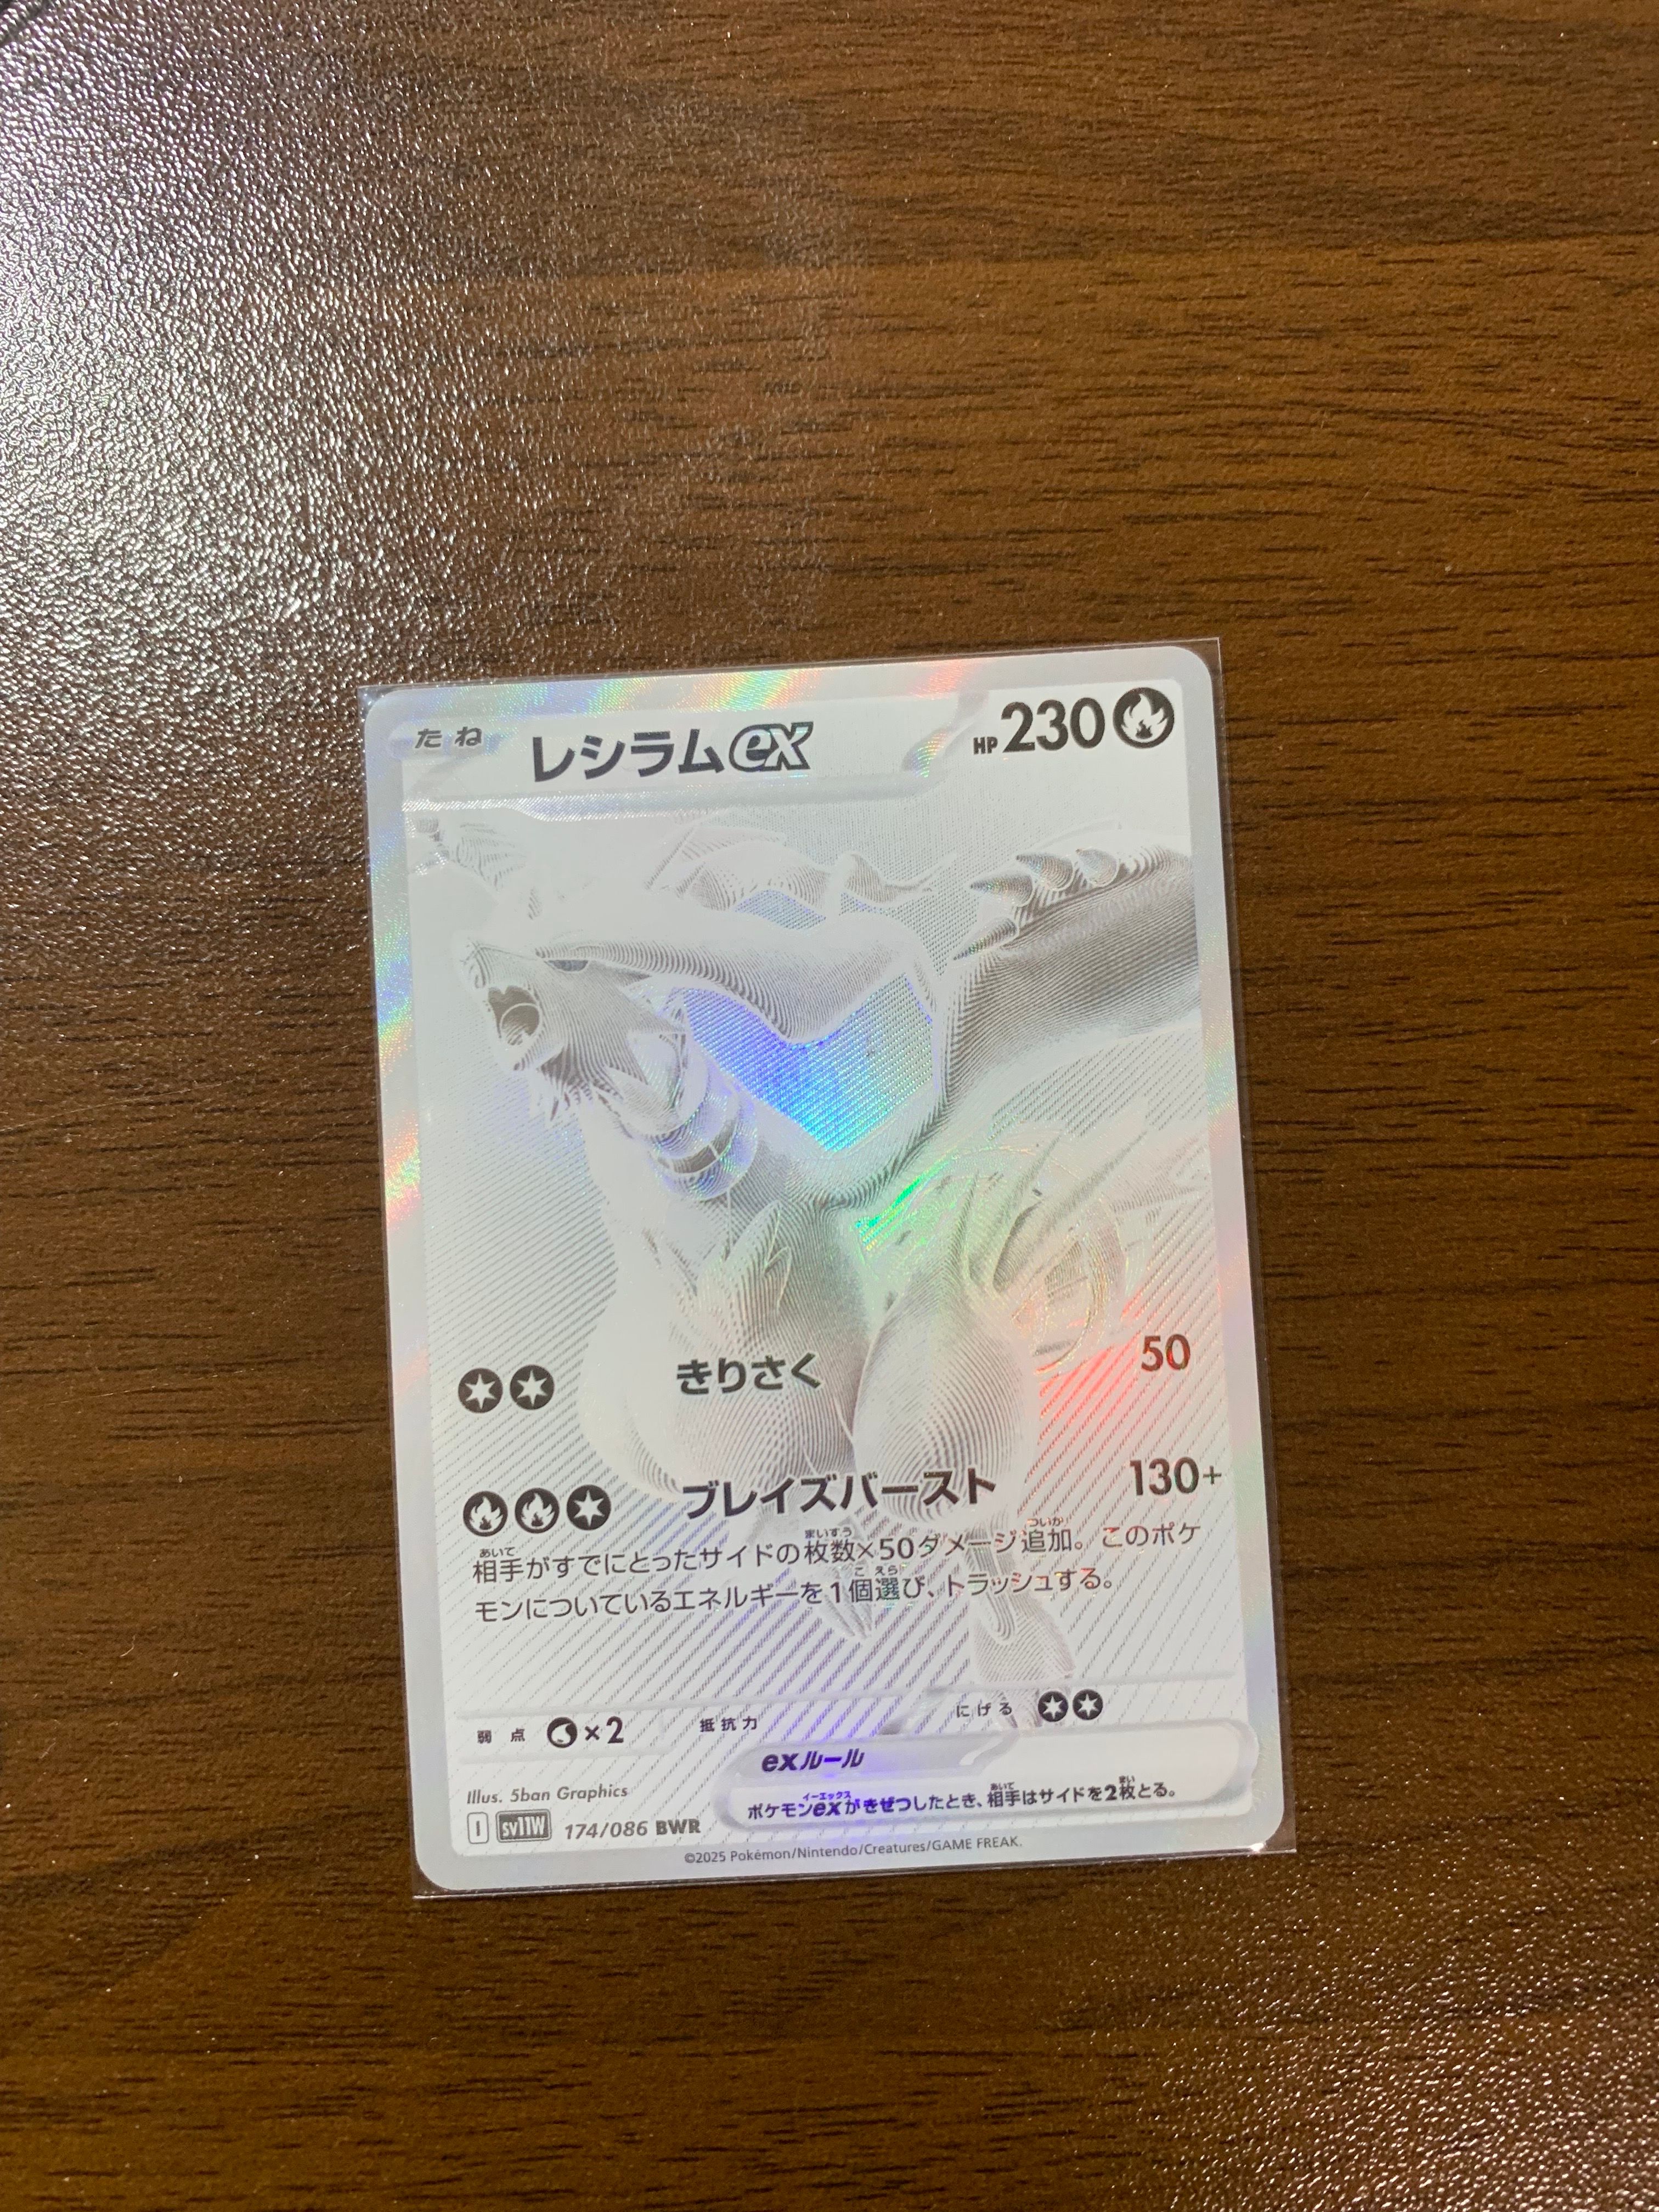 たね レシラムex HP230
きりさく 50
ブレイズバースト 130+
相手がすでにとったサイドの枚数×50ダメージ追加。このポケ
モンについているエネルギーを1個選び、トラッシュする。
弱点 ×2 抵抗力 にげる
exルール
ポケモンexがきぜつしたとき、相手はサイドを2枚とる。
Illus. 5ban Graphics
I SV11W 174/086 BWR
©2025 Pokémon/Nintendo/Creatures/GAME FREAK.